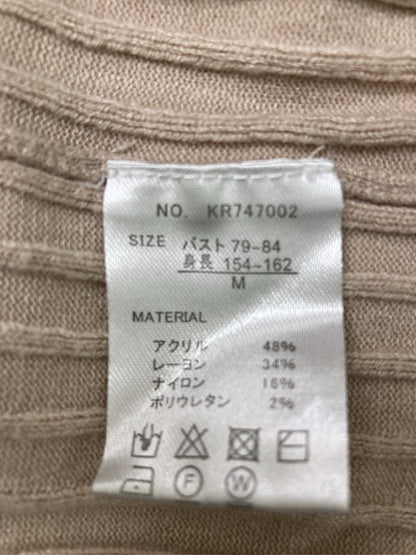 NO. KR747002
SIZE バスト 79-84
身長 154~162
M
MATERIAL
アクリル 48%
レーヨン 34%
ナイロン 16%
ポリウレタン 2%
F W